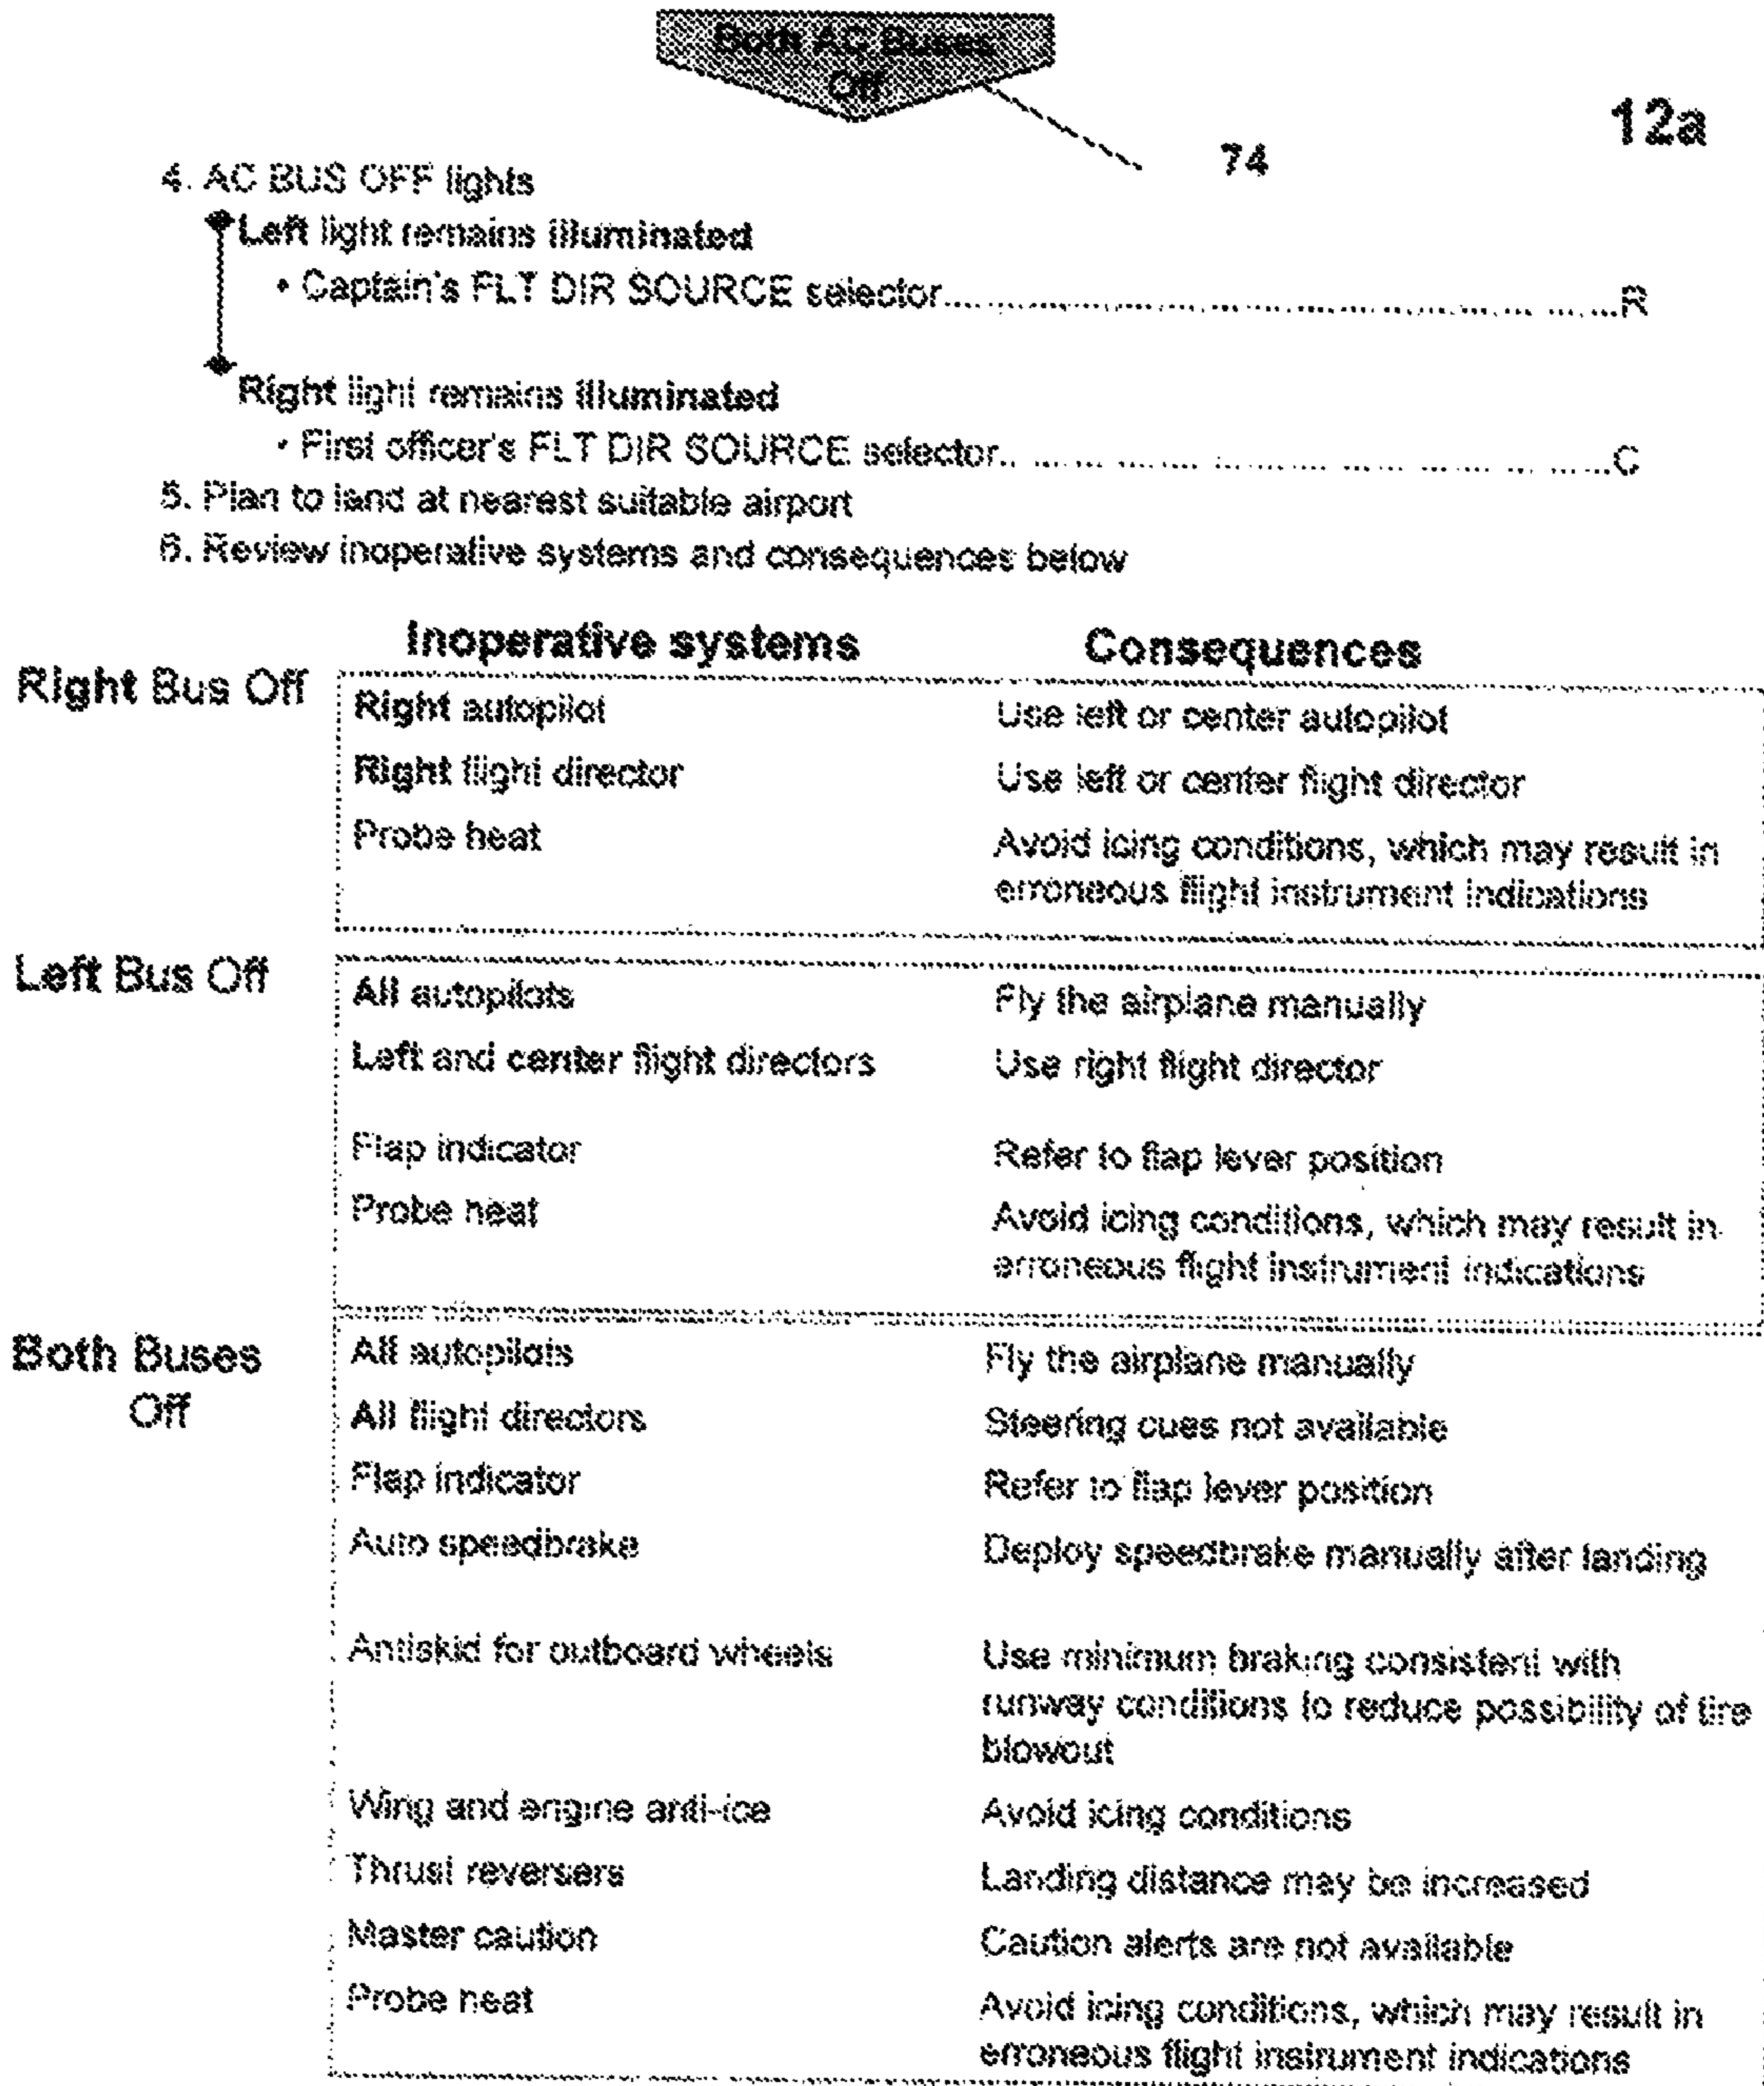 Both AC Buses
Off
12a
74
4. AC BUS OFF lights
Left light remains illuminated
• Captain's FLT DIR SOURCE selector..........R
Right light remains illuminated
• First officer's FLT DIR SOURCE selector..........C
5. Plan to land at nearest suitable airport
6. Review inoperative systems and consequences below
Inoperative systems Consequences
Right Bus Off
Right autopilot Use left or center autopilot
Right flight director Use left or center flight director
Probe heat Avoid icing conditions, which may result in
erroneous flight instrument indications
Left Bus Off
All autopilots Fly the airplane manually
Left and center flight directors Use right flight director
Flap indicator Refer to flap lever position
Probe heat Avoid icing conditions, which may result in
erroneous flight instrument indications
Both Buses
Off
All autopilots Fly the airplane manually
All flight directors Steering cues not available
Flap indicator Refer to flap lever position
Auto speedbrake Deploy speedbrake manually after landing
Antiskid for outboard wheels Use minimum braking consistent with
runway conditions to reduce possibility of tire
blowout
Wing and engine anti-ice Avoid icing conditions
Thrust reversers Landing distance may be increased
Master caution Caution alerts are not available
Probe heat Avoid icing conditions, which may result in
erroneous flight instrument indications